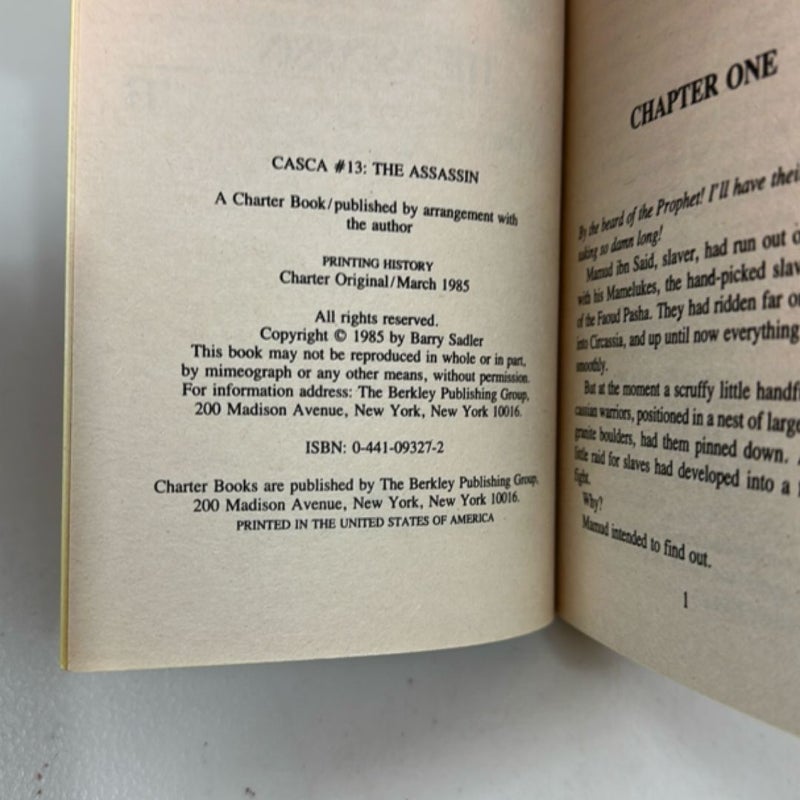 CASCA #13: THE ASSASSIN
A Charter Book/published by arrangement with
the author
PRINTING HISTORY
Charter Original/March 1985
All rights reserved.
Copyright © 1985 by Barry Sadler
This book may not be reproduced in whole or in part,
by mimeograph or any other means, without permission.
For information address: The Berkley Publishing Group,
200 Madison Avenue, New York, New York 10016.
ISBN: 0-441-09327-2
Charter Books are published by The Berkley Publishing Group,
200 Madison Avenue, New York, New York 10016.
PRINTED IN THE UNITED STATES OF AMERICA
CHAPTER ONE
By the beard of the Prophet! I'll have thei
taking so damn long!
Mamud ibn Said, slaver, had run out o
with his Mamelukes, the hand-picked slav
of the Faoud Pasha. They had ridden far o
into Circassia, and up until now everything
smoothly.
But at the moment a scruffy little handf
cassian warriors, positioned in a nest of large
granite boulders, had them pinned down.
little raid for slaves had developed into a
fight.
Why?
Mamud intended to find out.
1